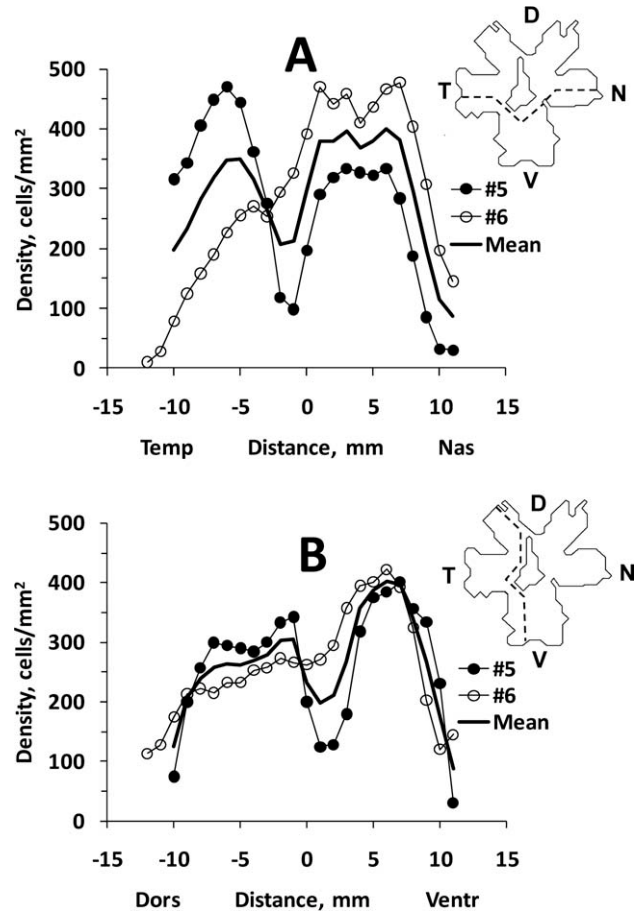 A
D
T
N
V
500
400
300
200
100
0
Density, cells/mm²
-15 -10 -5 0 5 10 15
Temp Distance, mm Nas
#5
#6
Mean
B
D
T
N
V
500
400
300
200
100
0
Density, cells/mm²
-15 -10 -5 0 5 10 15
Dors Distance, mm Ventr
#5
#6
Mean